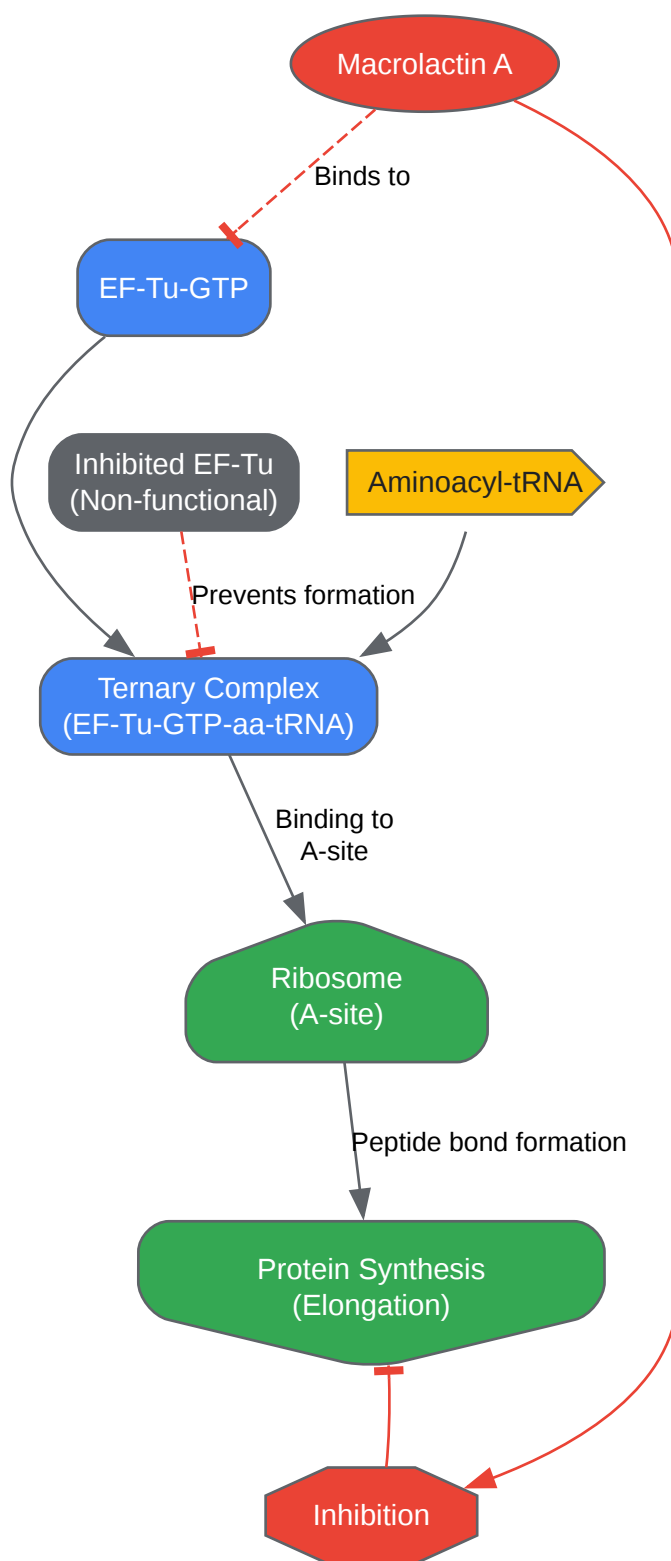 Macrolactin A
Binds to
EF-Tu-GTP
Inhibited EF-Tu
(Non-functional)
Aminoacyl-tRNA
Prevents formation
Ternary Complex
(EF-Tu-GTP-aa-tRNA)
Binding to
A-site
Ribosome
(A-site)
Peptide bond formation
Protein Synthesis
(Elongation)
Inhibition